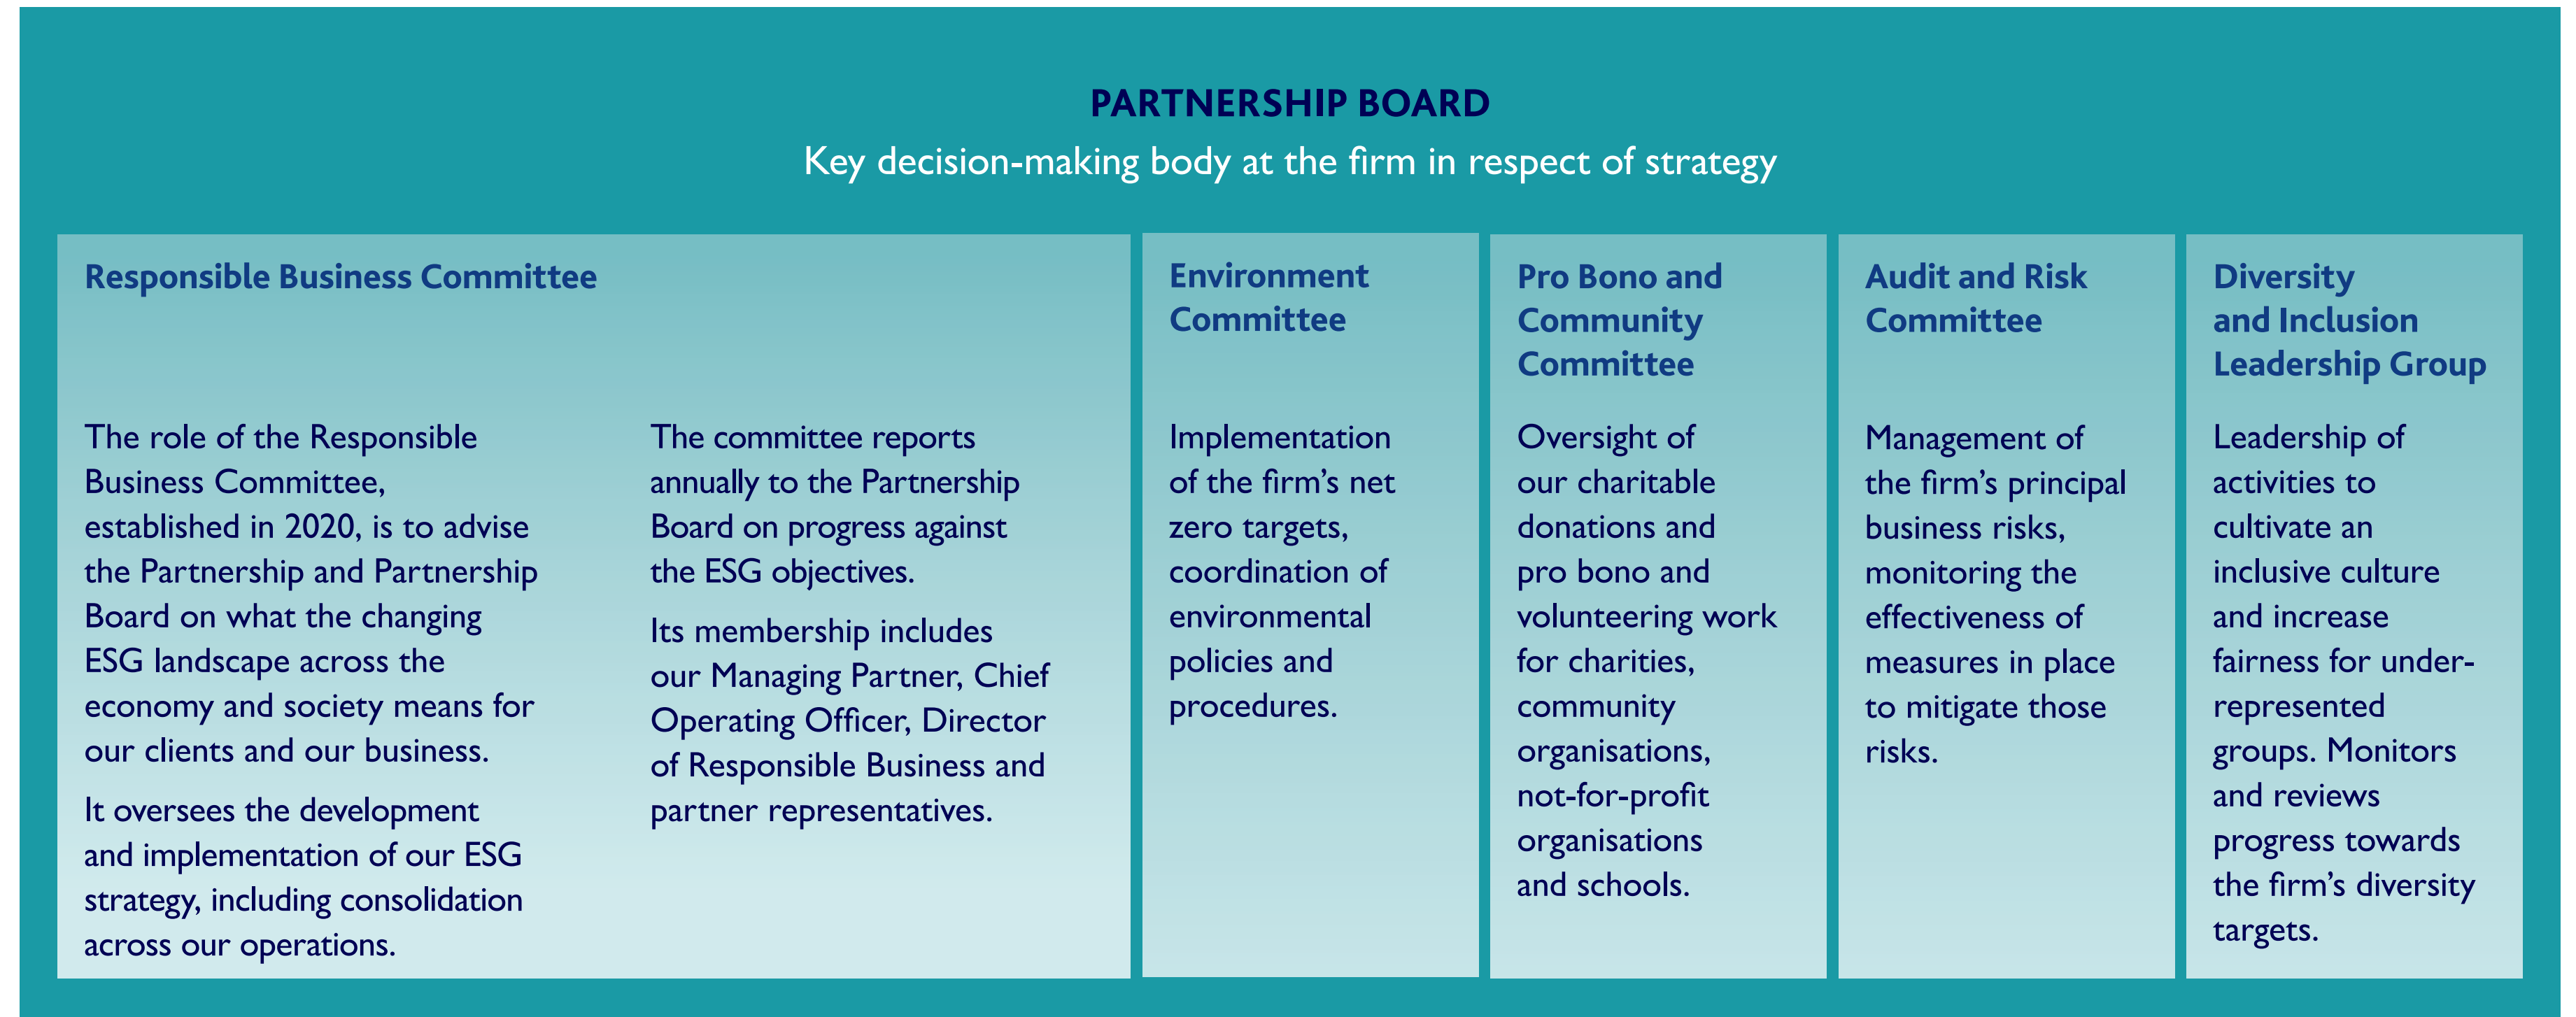 PARTNERSHIP BOARD
Key decision-making body at the firm in respect of strategy
Responsible Business Committee
The role of the Responsible
Business Committee,
established in 2020, is to advise
the Partnership and Partnership
Board on what the changing
ESG landscape across the
economy and society means for
our clients and our business.
It oversees the development
and implementation of our ESG
strategy, including consolidation
across our operations.
The committee reports
annually to the Partnership
Board on progress against
the ESG objectives.
Its membership includes
our Managing Partner, Chief
Operating Officer, Director
of Responsible Business and
partner representatives.
Environment
Committee
Implementation
of the firm’s net
zero targets,
coordination of
environmental
policies and
procedures.
Pro Bono and
Community
Committee
Oversight of
our charitable
donations and
pro bono and
volunteering work
for charities,
community
organisations,
not-for-profit
organisations
and schools.
Audit and Risk
Committee
Management of
the firm’s principal
business risks,
monitoring the
effectiveness of
measures in place
to mitigate those
risks.
Diversity
and Inclusion
Leadership Group
Leadership of
activities to
cultivate an
inclusive culture
and increase
fairness for under-
represented
groups. Monitors
and reviews
progress towards
the firm’s diversity
targets.